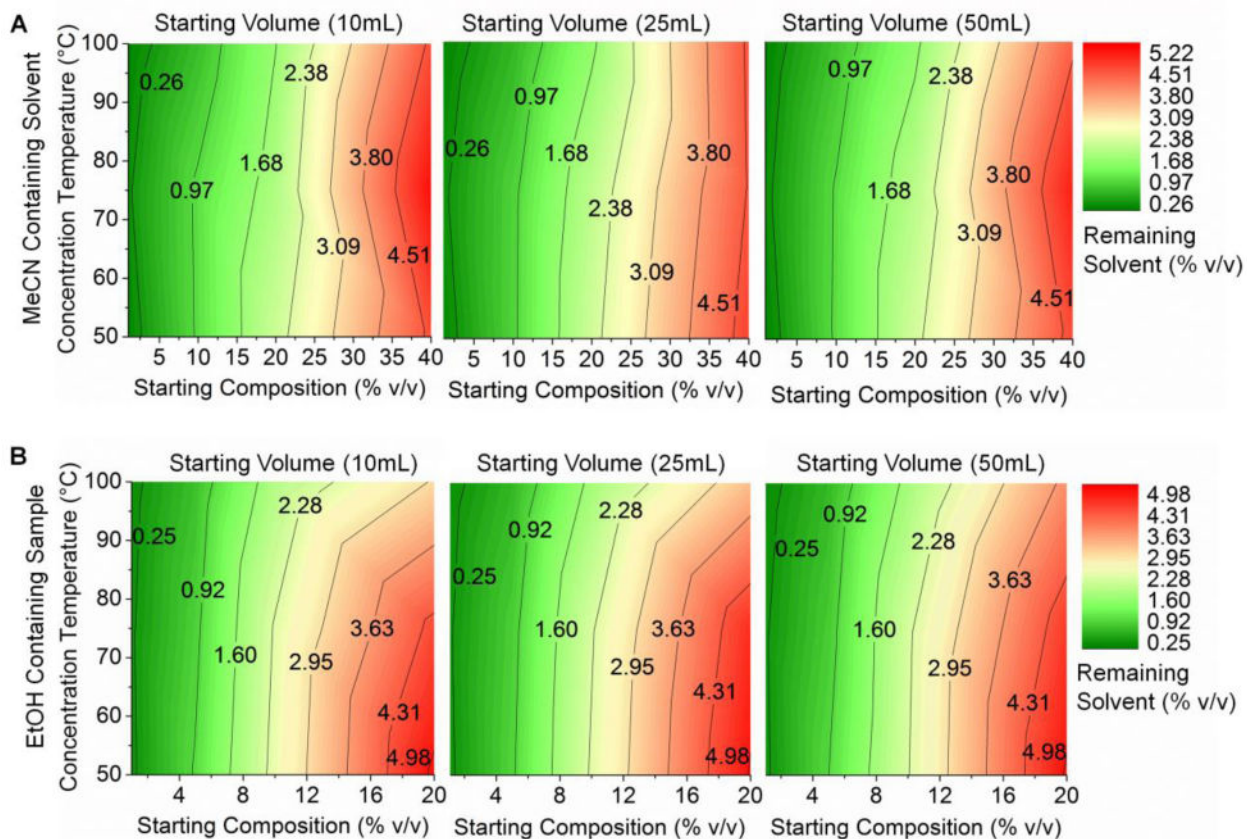 A
Starting Volume (10mL)
Starting Volume (25mL)
Starting Volume (50mL)
MeCN Containing Solvent
Concentration Temperature (°C)
100
90
80
70
60
50
0.26
2.38
1.68
0.97
3.80
3.09
4.51
0.97
0.26
1.68
3.80
2.38
3.09
4.51
0.97
2.38
3.80
1.68
3.09
4.51
5.22
4.51
3.80
3.09
2.38
1.68
0.97
0.26
Remaining
Solvent (% v/v)
5 10 15 20 25 30 35 40
5 10 15 20 25 30 35 40
5 10 15 20 25 30 35 40
Starting Composition (% v/v)
Starting Composition (% v/v)
Starting Composition (% v/v)
B
Starting Volume (10mL)
Starting Volume (25mL)
Starting Volume (50mL)
EtOH Containing Sample
Concentration Temperature (°C)
100
90
80
70
60
50
2.28
0.25
0.92
3.63
1.60
2.95
4.31
4.98
2.28
0.92
0.25
1.60
3.63
2.95
4.31
4.98
0.92
2.28
0.25
3.63
1.60
2.95
4.31
4.98
4.98
4.31
3.63
2.95
2.28
1.60
0.92
0.25
Remaining
Solvent (% v/v)
4 8 12 16 20
4 8 12 16 20
4 8 12 16 20
Starting Composition (% v/v)
Starting Composition (% v/v)
Starting Composition (% v/v)